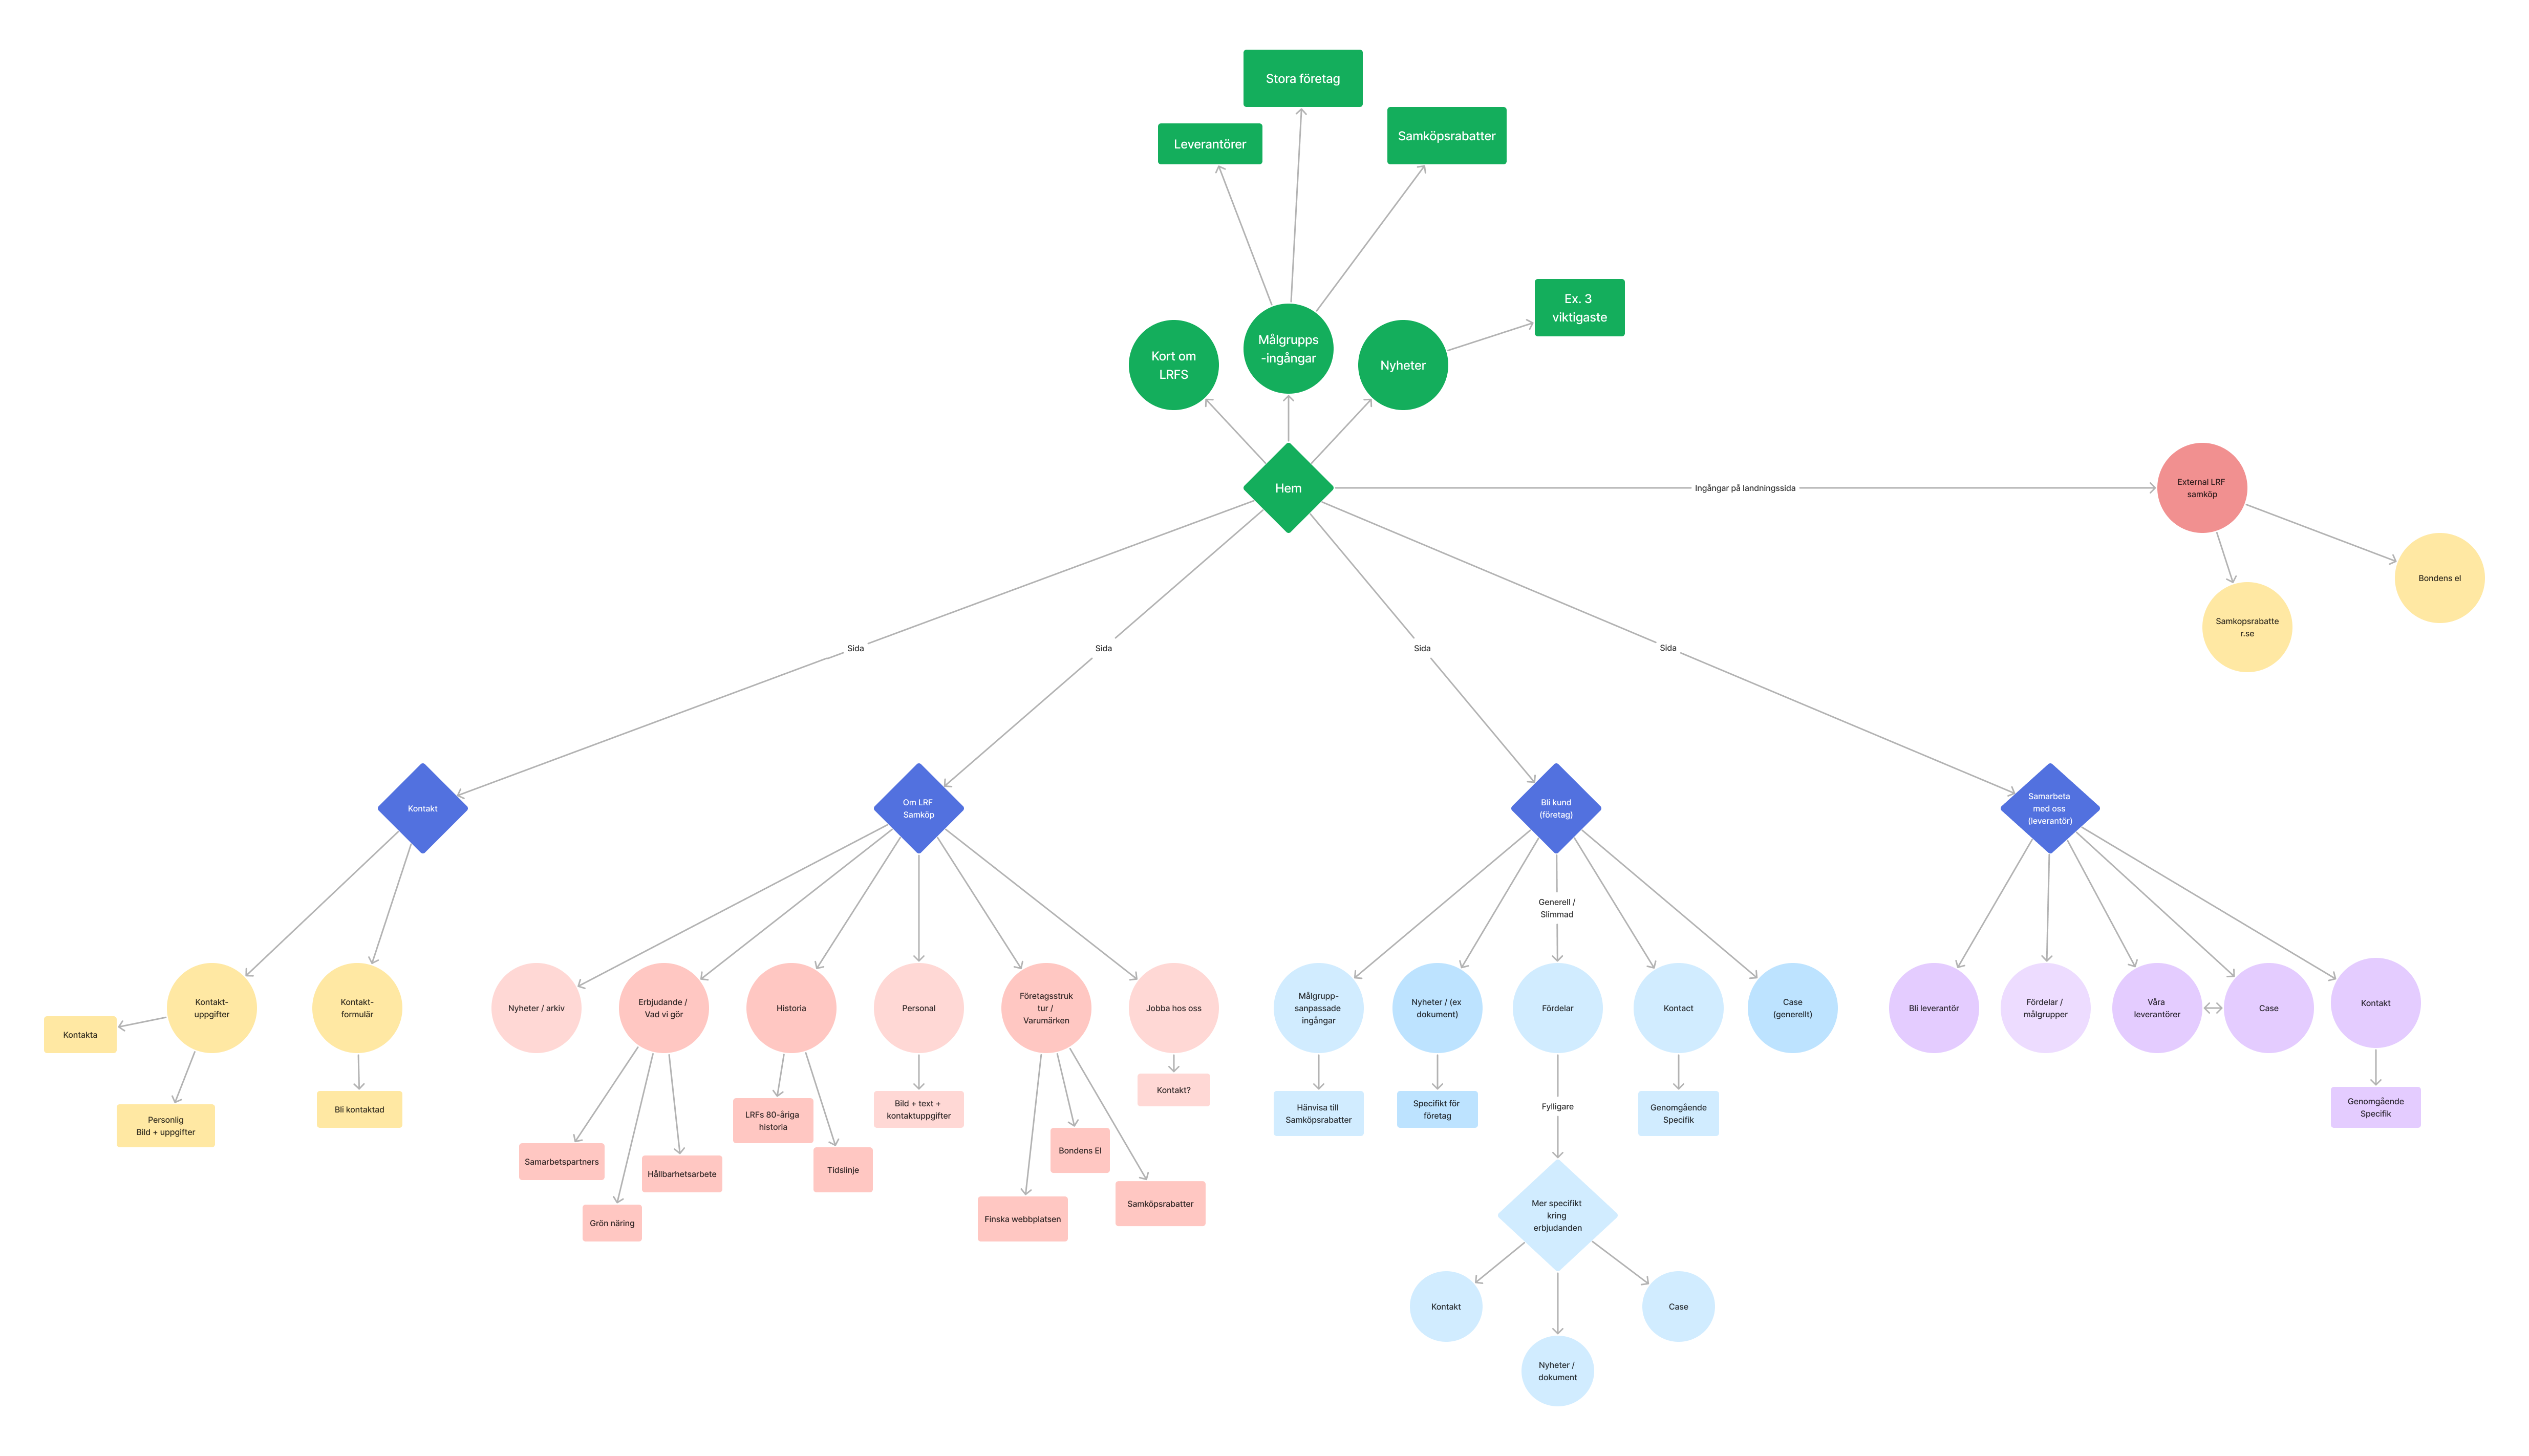 Stora företag
Samköpsrabatter
Leverantörer
Ex. 3
viktigaste
Målgrupps
-ingångar
Kort om
LRFS
Nyheter
Hem
Ingångar på landningssida
External LRF
samköp
Bondens el
Samkopsrabatte
r.se
Sida
Sida
Sida
Sida
Kontakt
Om LRF
Samköp
Bli kund
(företag)
Samarbeta
med oss
(leverantör)
Generell /
Slimmad
Kontakt-
uppgifter
Kontakt-
formulär
Nyheter / arkiv
Erbjudande /
Vad vi gör
Historia
Personal
Företagsstruk
tur /
Varumärken
Jobba hos oss
Målgrupp-
sanpassade
ingångar
Nyheter / (ex
dokument)
Fördelar
Kontact
Case
(generellt)
Bli leverantör
Fördelar /
målgrupper
Våra
leverantörer
Case
Kontakt
Kontakta
Personlig
Bild + uppgifter
Bli kontaktad
Samarbetspartners
Grön näring
Hållbarhetsarbete
LRFs 80-åriga
historia
Tidslinje
Bild + text +
kontaktuppgifter
Finska webbplatsen
Bondens El
Samköpsrabatter
Kontakt?
Hänvisa till
Samköpsrabatter
Specifikt för
företag
Fylligare
Genomgående
Specifik
Genomgående
Specifik
Mer specifikt
kring
erbjudanden
Kontakt
Case
Nyheter /
dokument